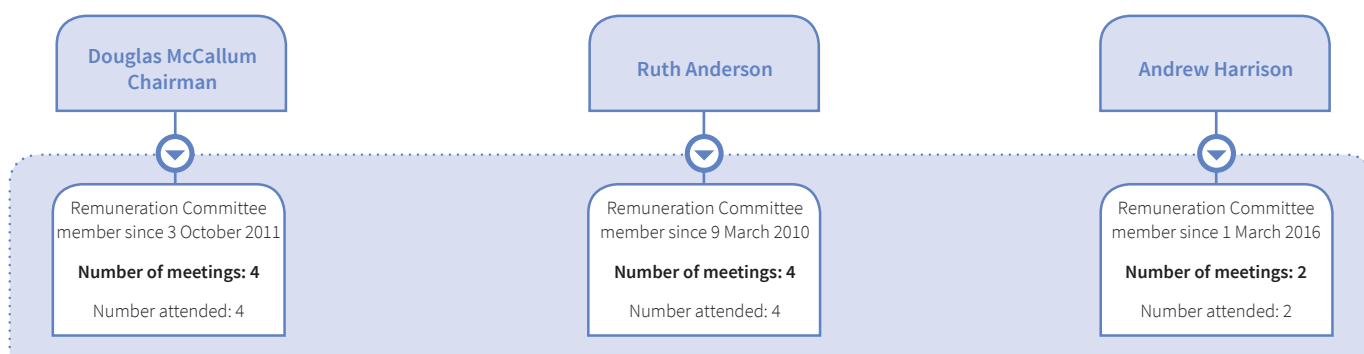 Douglas McCallum
Chairman
Ruth Anderson
Andrew Harrison
Remuneration Committee
member since 3 October 2011
Number of meetings: 4
Number attended: 4
Remuneration Committee
member since 9 March 2010
Number of meetings: 4
Number attended: 4
Remuneration Committee
member since 1 March 2016
Number of meetings: 2
Number attended: 2